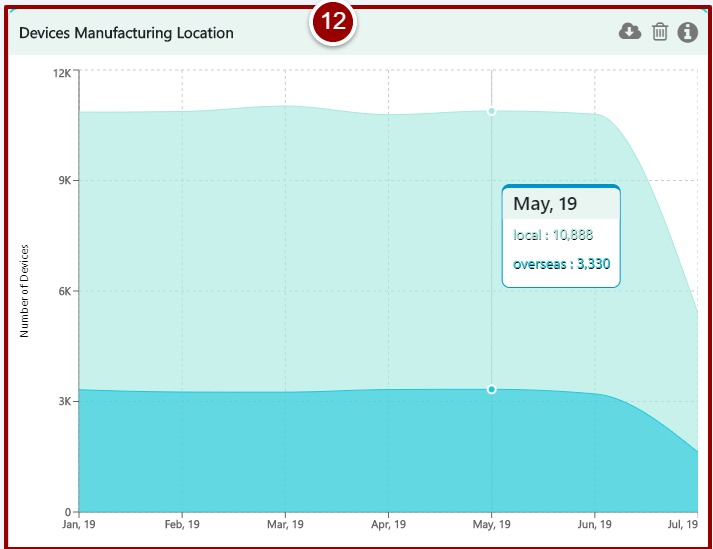 12
Devices Manufacturing Location
12K
9K
6K
3K
0
Number of Devices
May, 19
local : 10,888
overseas : 3,330
Jan, 19
Feb, 19
Mar, 19
Apr, 19
May, 19
Jun, 19
Jul, 19